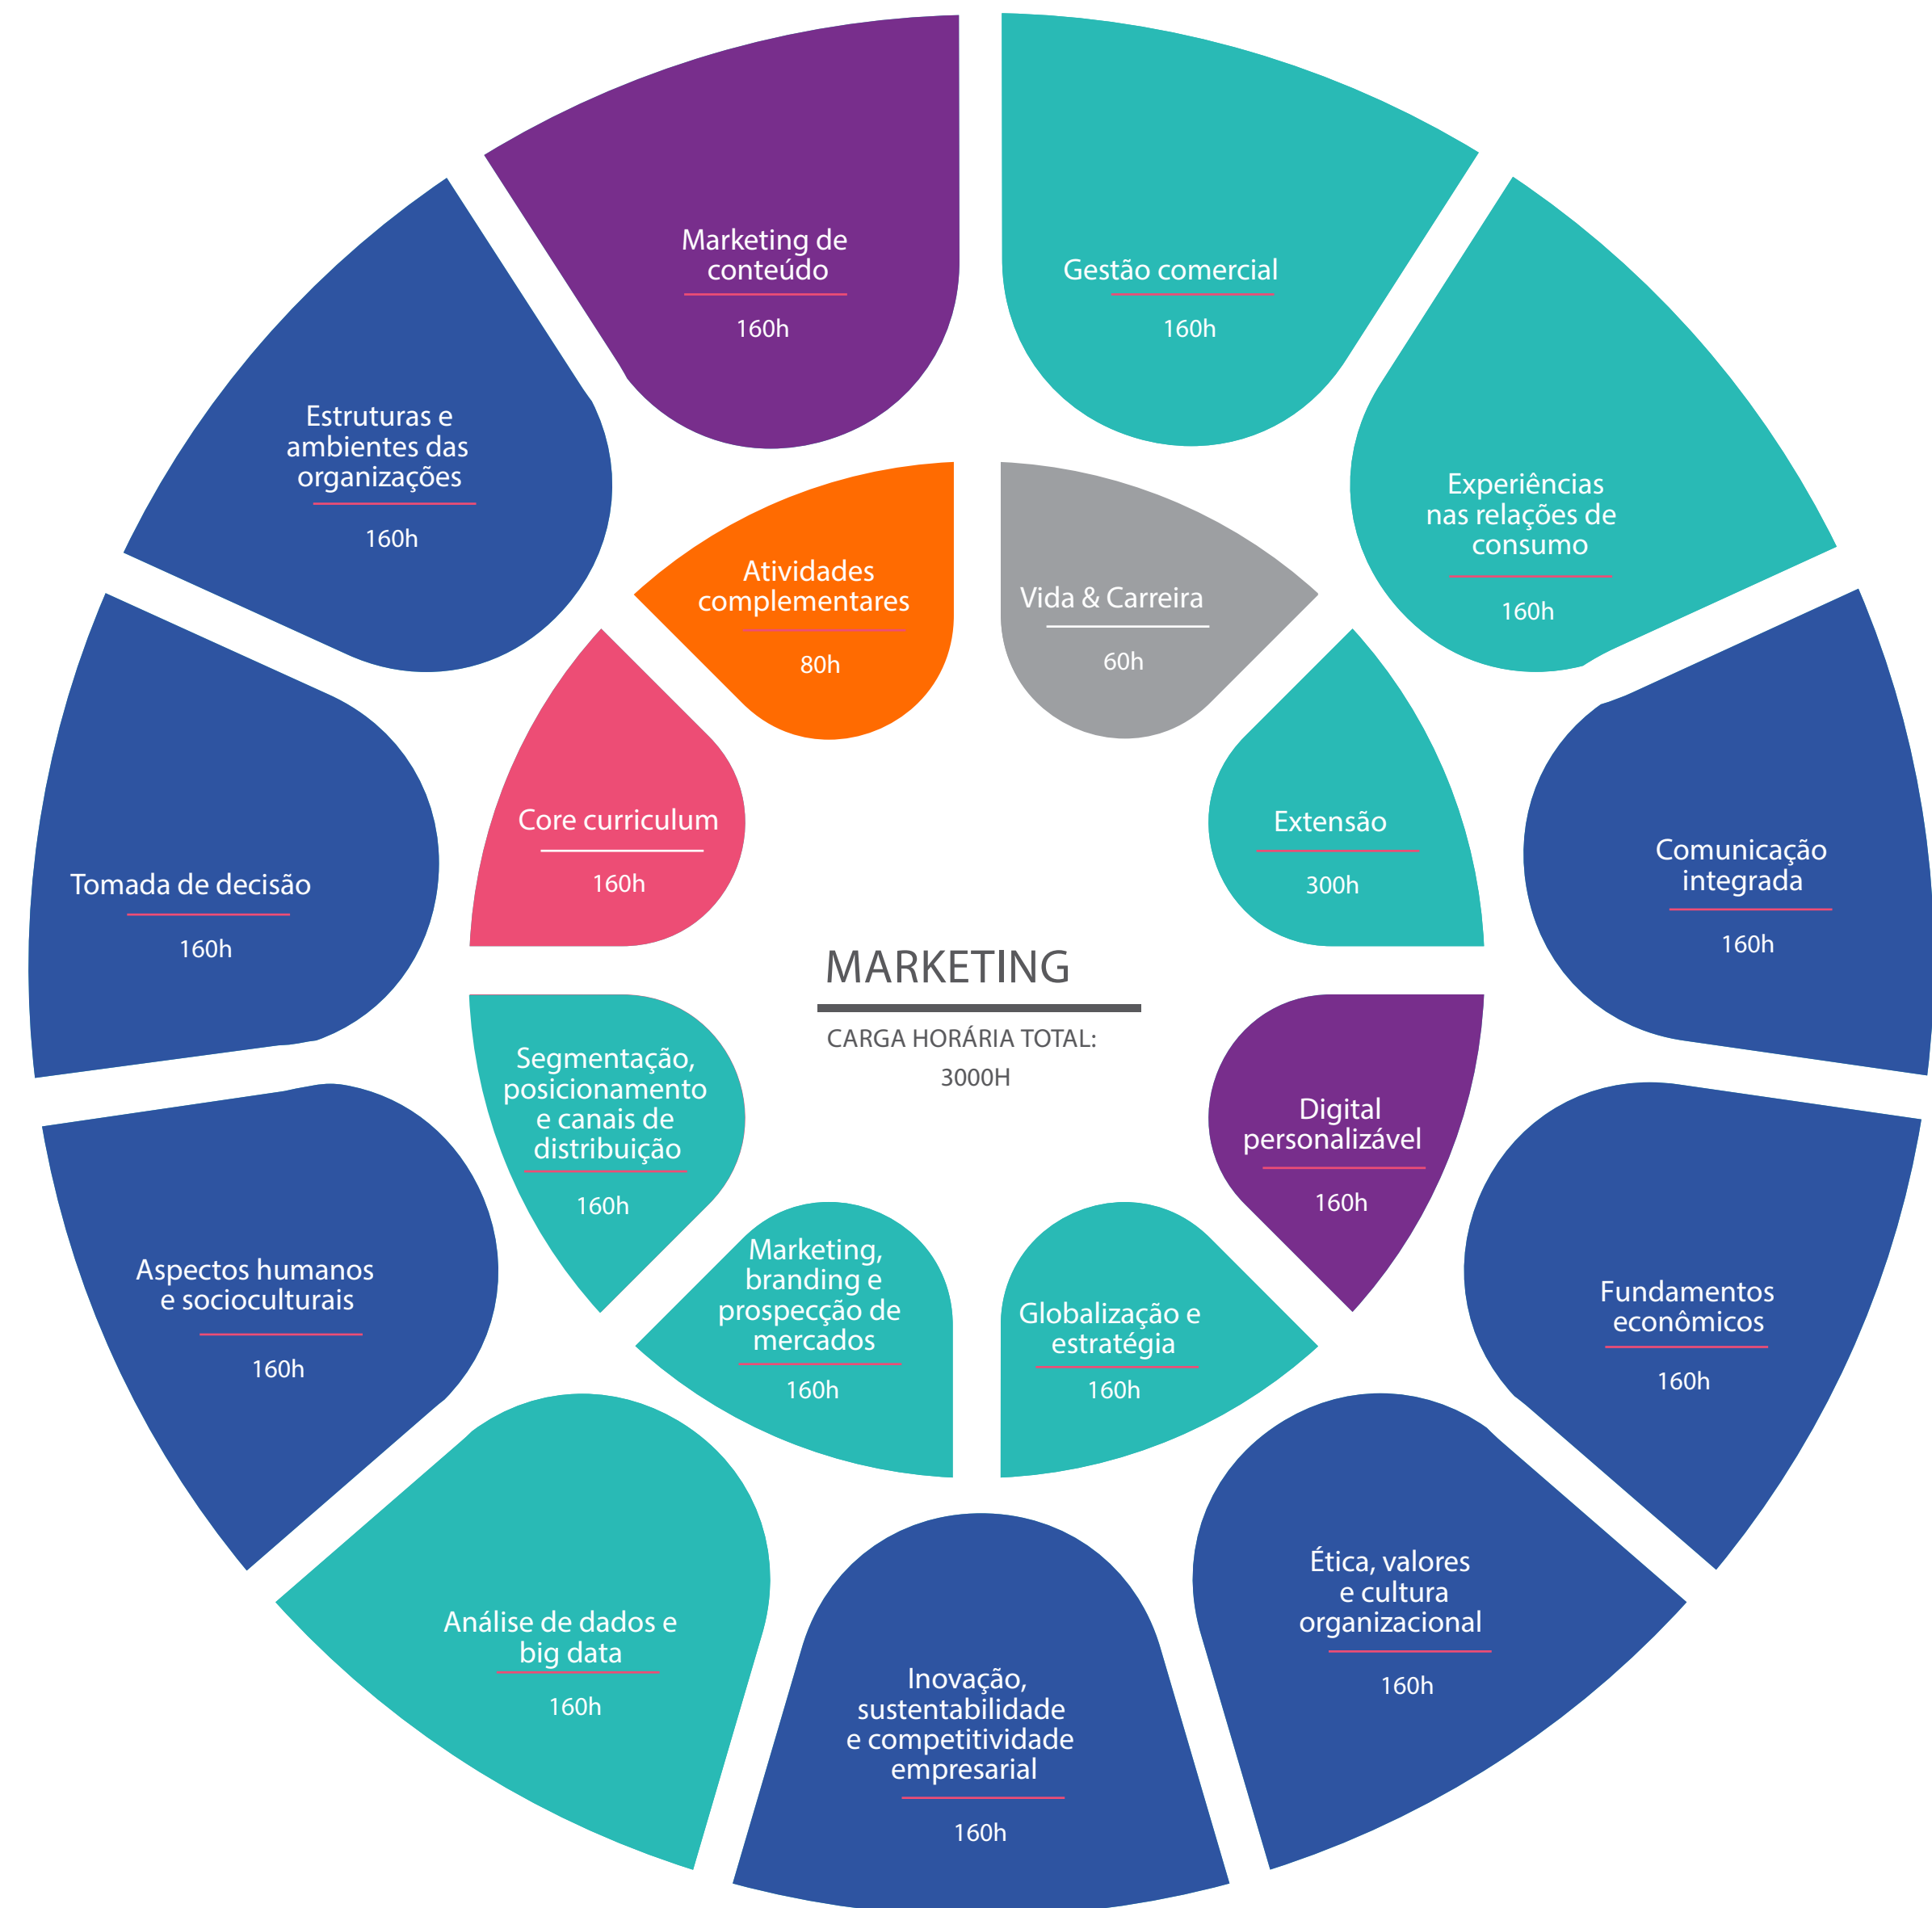 Marketing de
conteúdo
160h
Gestão comercial
160h
Estruturas e
ambientes das
organizações
160h
Experiências
nas relações de
consumo
160h
Atividades
complementares
80h
Vida & Carreira
60h
Core curriculum
160h
Extensão
300h
Tomada de decisão
160h
Comunicação
integrada
160h
MARKETING
CARGA HORÁRIA TOTAL:
3000H
Segmentação,
posicionamento
e canais de
distribuição
160h
Digital
personalizável
160h
Aspectos humanos
e socioculturais
160h
Marketing,
branding e
prospecção de
mercados
160h
Globalização e
estratégia
160h
Fundamentos
econômicos
160h
Análise de dados e
big data
160h
Inovação,
sustentabilidade
e competitividade
empresarial
160h
Ética, valores
e cultura
organizacional
160h